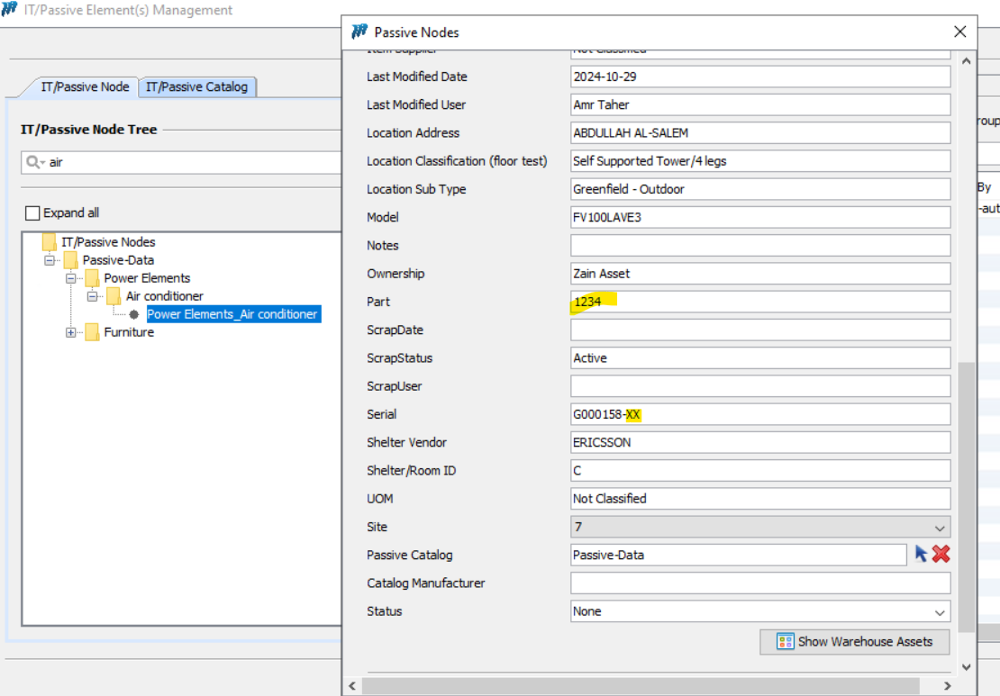 IT/Passive Element(s) Management
IT/Passive Node
IT/Passive Catalog
IT/Passive Node Tree
air
Expand all
IT/Passive Nodes
Passive-Data
Power Elements
Air conditioner
Power Elements_Air conditioner
Furniture
Passive Nodes
Last Modified Date 2024-10-29
Last Modified User Amr Taher
Location Address ABDULLAH AL-SALEM
Location Classification (floor test) Self Supported Tower/4 legs
Location Sub Type Greenfield - Outdoor
Model FV100LAVE3
Notes
Ownership Zain Asset
Part 1234
ScrapDate
ScrapStatus Active
ScrapUser
Serial G000158-XX
Shelter Vendor ERICSSON
Shelter/Room ID C
UOM Not Classified
Site 7
Passive Catalog Passive-Data
Catalog Manufacturer
Status None
Show Warehouse Assets
By